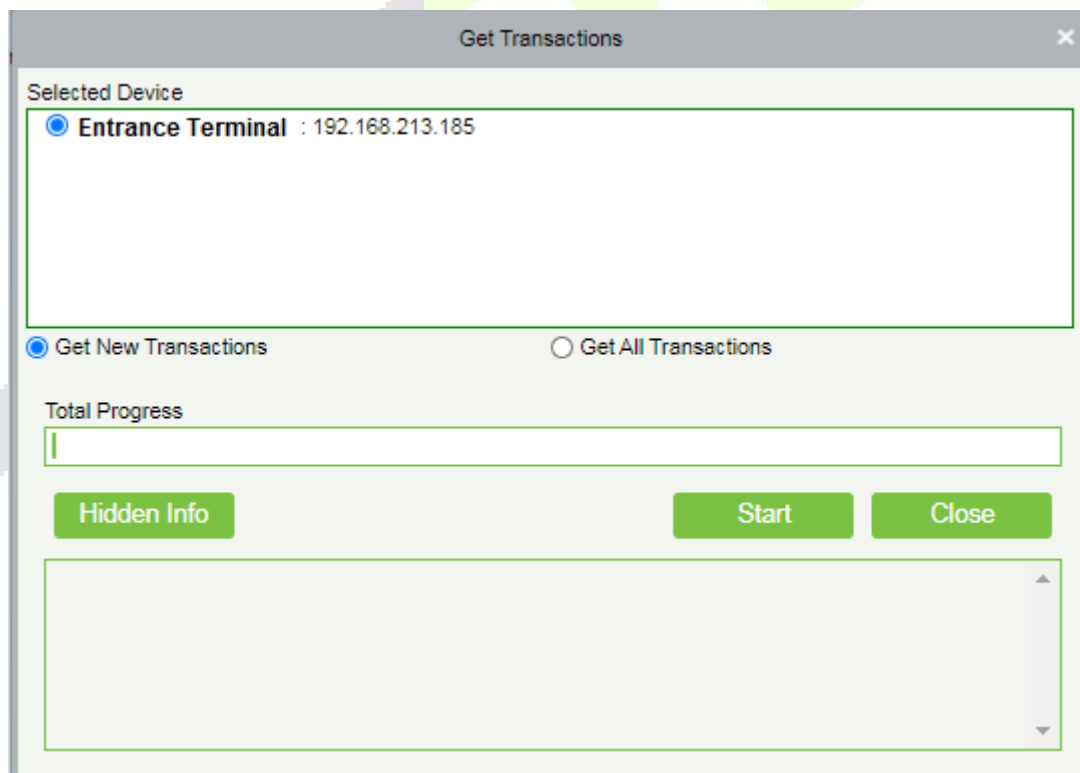 Get Transactions
Selected Device
Entrance Terminal : 192.168.213.185
Get New Transactions Get All Transactions
Total Progress
Hidden Info Start Close